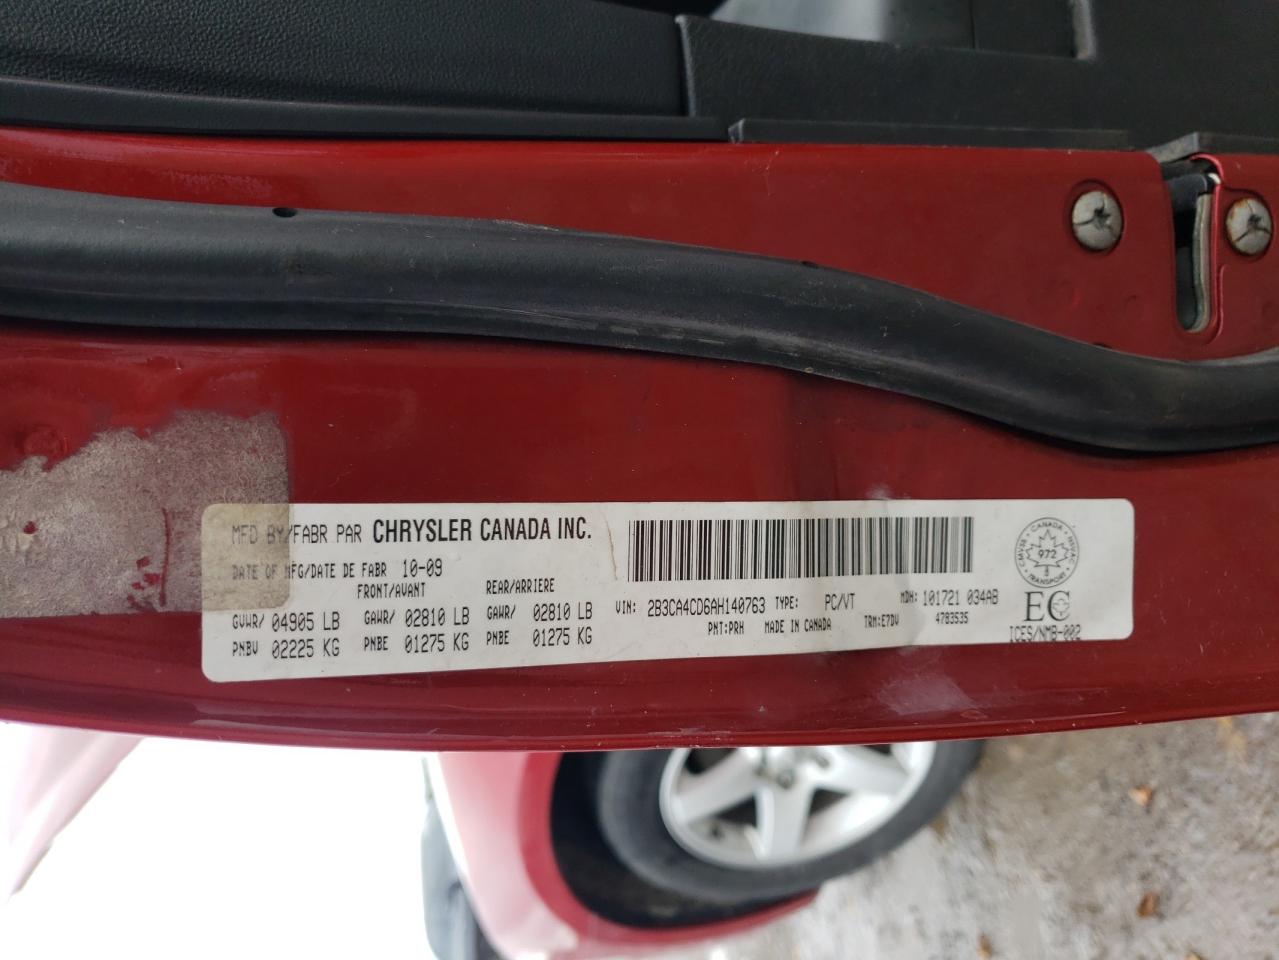 MFD BY/FABR PAR CHRYSLER CANADA INC.
DATE OF MFG/DATE DE FABR 10-09
FRONT/AVANT REAR/ARRIERE
GVWR/ 04905 LB GAWR/ 02810 LB GAWR/ 02810 LB
PNBV 02225 KG PNBE 01275 KG PNBE 01275 KG
VIN: 2B3CA4CD6AH140763 TYPE: PC/VT MDH: 101721 034AB
PNT:PRH MADE IN CANADA TRM:E7DV 4783535
CANADA
CMVSS NSVAC
972
TRANSPORT
EC
ICES/NMB-002